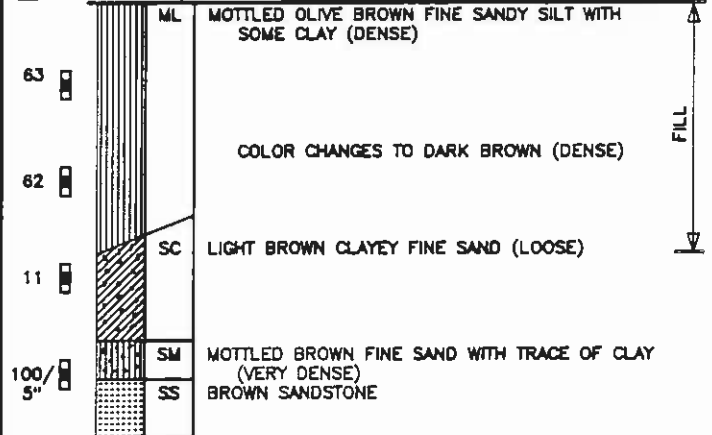 ML MOTTLED OLIVE BROWN FINE SANDY SILT WITH
SOME CLAY (DENSE)
63
FILL
COLOR CHANGES TO DARK BROWN (DENSE)
62
SC LIGHT BROWN CLAYEY FINE SAND (LOOSE)
11
SM MOTTLED BROWN FINE SAND WITH TRACE OF CLAY
(VERY DENSE)
100/
5"
SS BROWN SANDSTONE